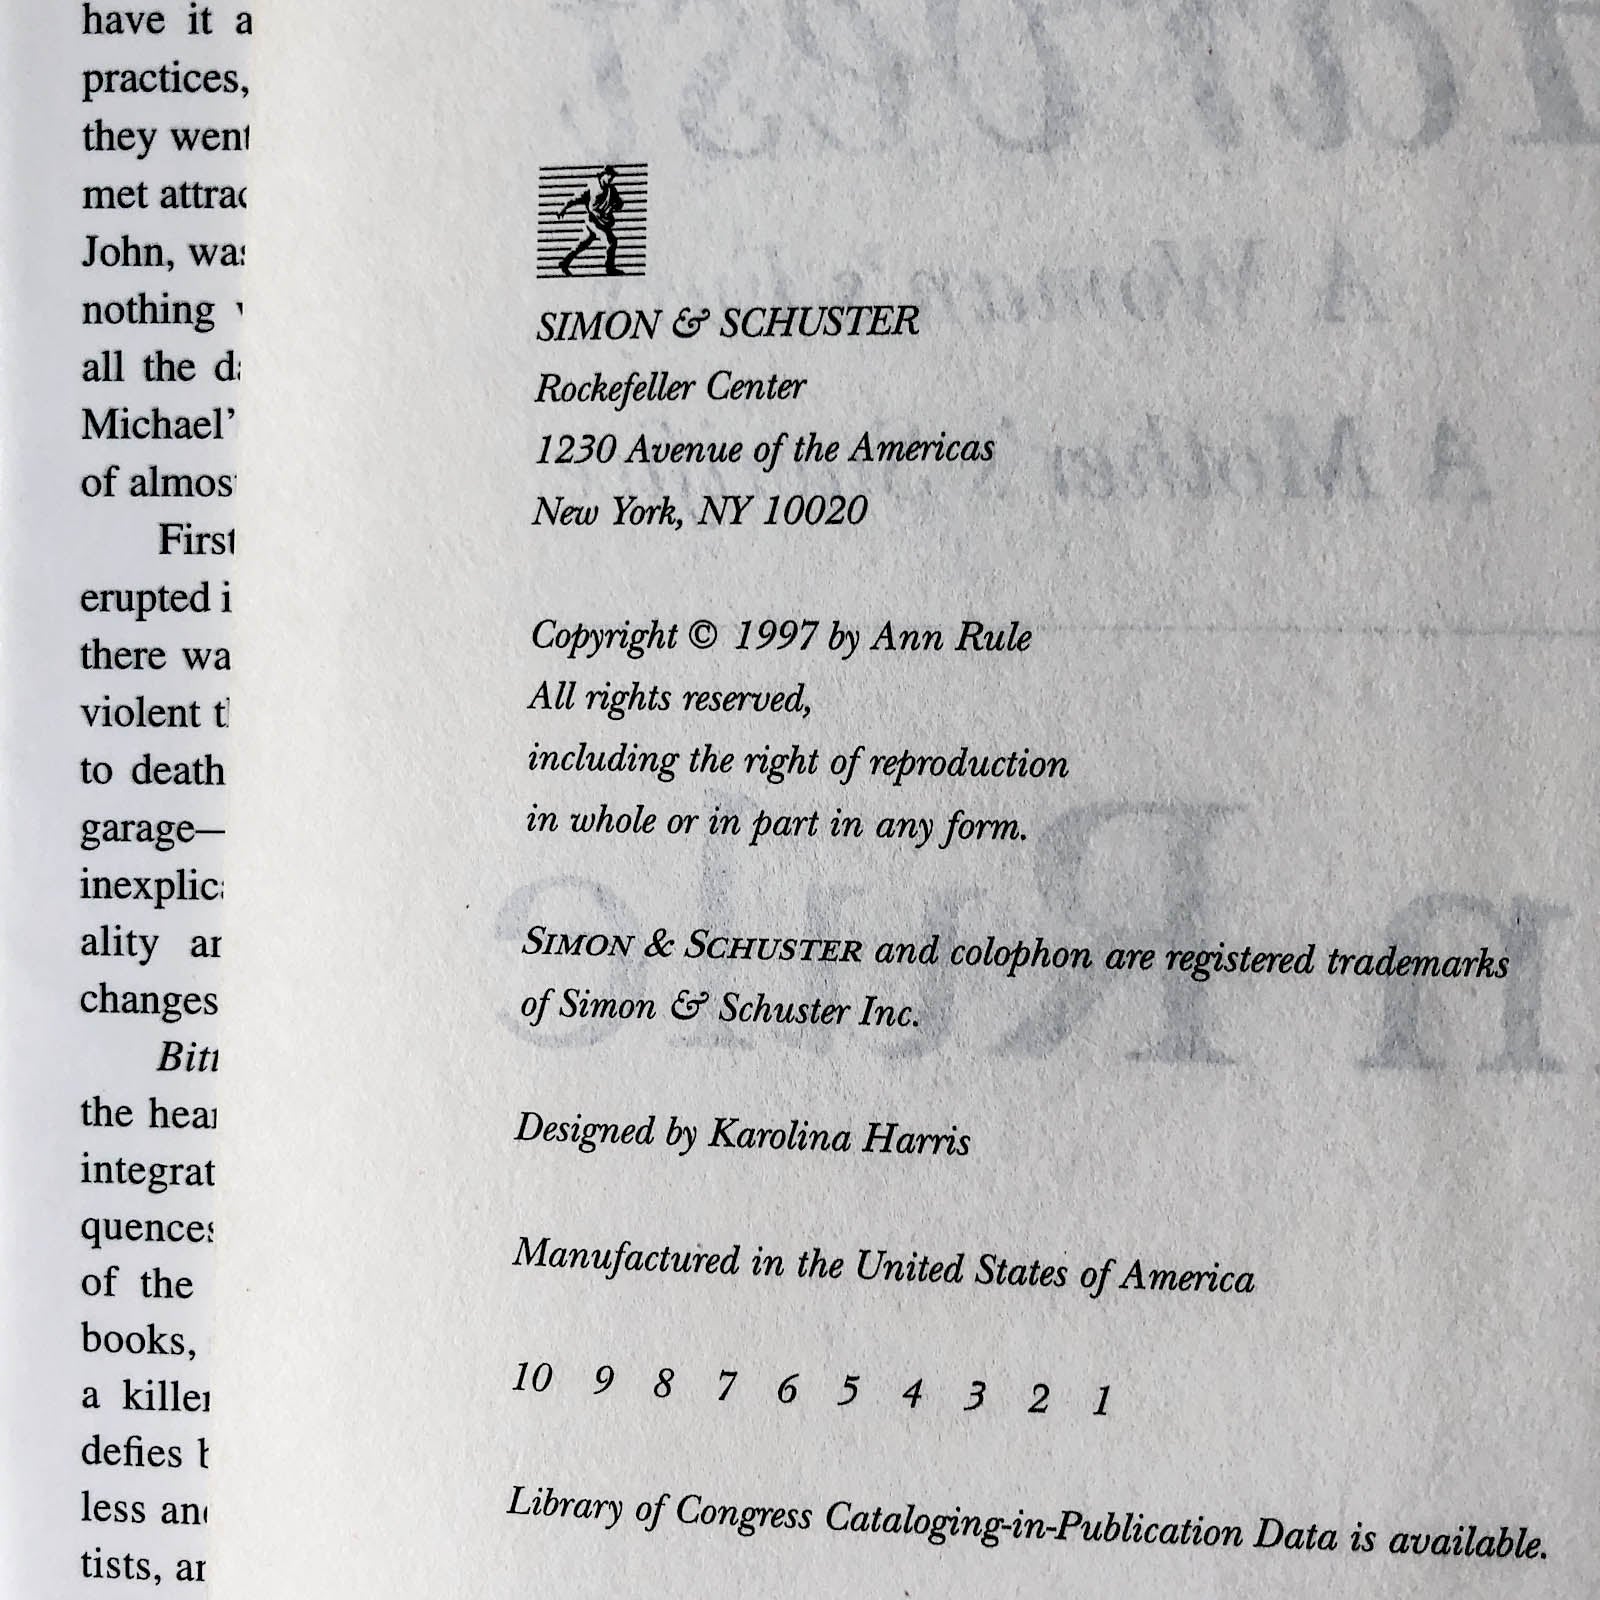 have it a
practices,
they went
met attrac
John, was
nothing
all the da
Michael'
of almos
First
erupted i
there wa
violent
to death
garage—
inexplica
ality ar
changes
Bitt
the hear
integrat
quences
of the
books,
a killer
defies
less and
tists, ar
SIMON & SCHUSTER
Rockefeller Center
1230 Avenue of the Americas
New York, NY 10020
Copyright © 1997 by Ann Rule
All rights reserved,
including the right of reproduction
in whole or in part in any form.
SIMON & SCHUSTER and colophon are registered trademarks
of Simon & Schuster Inc.
Designed by Karolina Harris
Manufactured in the United States of America
10 9 8 7 6 5 4 3 2 1
Library of Congress Cataloging-in-Publication Data is available.